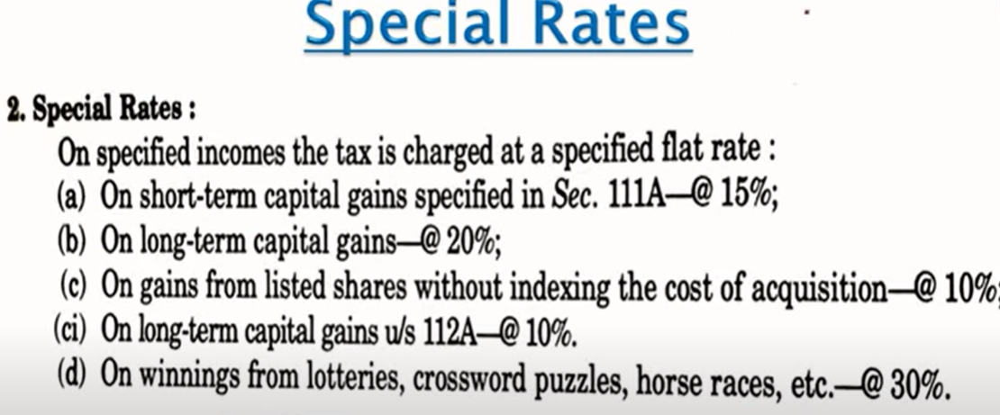 Special Rates
2. Special Rates :
On specified incomes the tax is charged at a specified flat rate :
(a) On short-term capital gains specified in Sec. 111A—@ 15%;
(b) On long-term capital gains—@ 20%;
(c) On gains from listed shares without indexing the cost of acquisition—@ 10%;
(ci) On long-term capital gains u/s 112A—@ 10%.
(d) On winnings from lotteries, crossword puzzles, horse races, etc.—@ 30%.